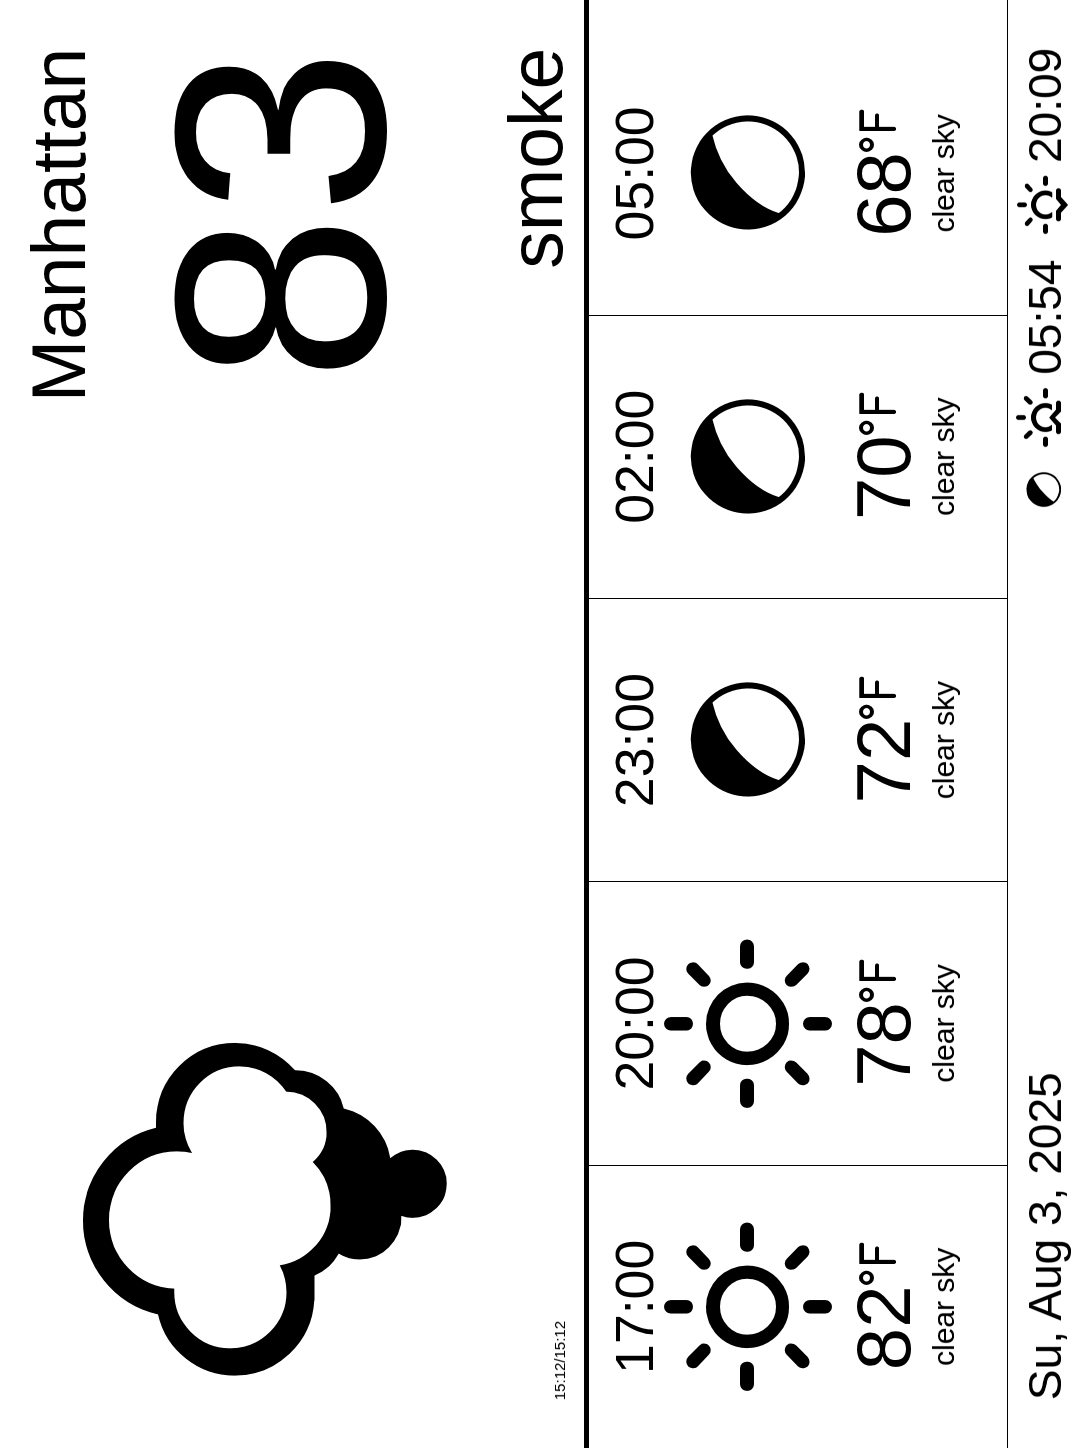 Manhattan
83
smoke
15:12/15:12
17:00 20:00 23:00 02:00 05:00
82°F 78°F 72°F 70°F 68°F
clear sky clear sky clear sky clear sky clear sky
Su, Aug 3, 2025 05:54 20:09